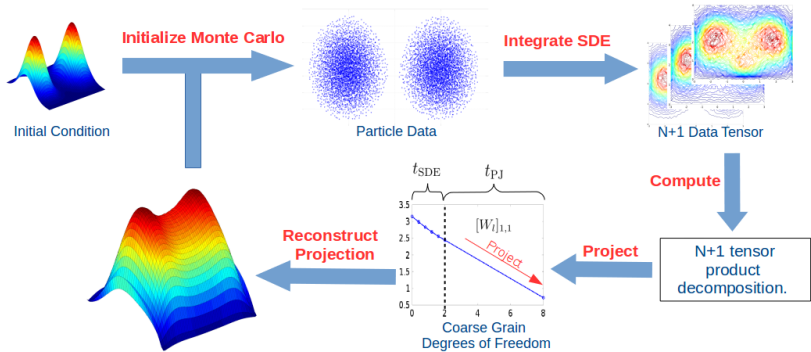 Initialize Monte Carlo
Integrate SDE
Initial Condition
Particle Data
N+1 Data Tensor
Compute
N+1 tensor
product
decomposition.
Project
t_SDE
t_PJ
[W_l]_{1,1}
Project
3.5
3
2.5
2
1.5
1
0.5
0
2
4
6
8
Coarse Grain
Degrees of Freedom
Reconstruct
Projection